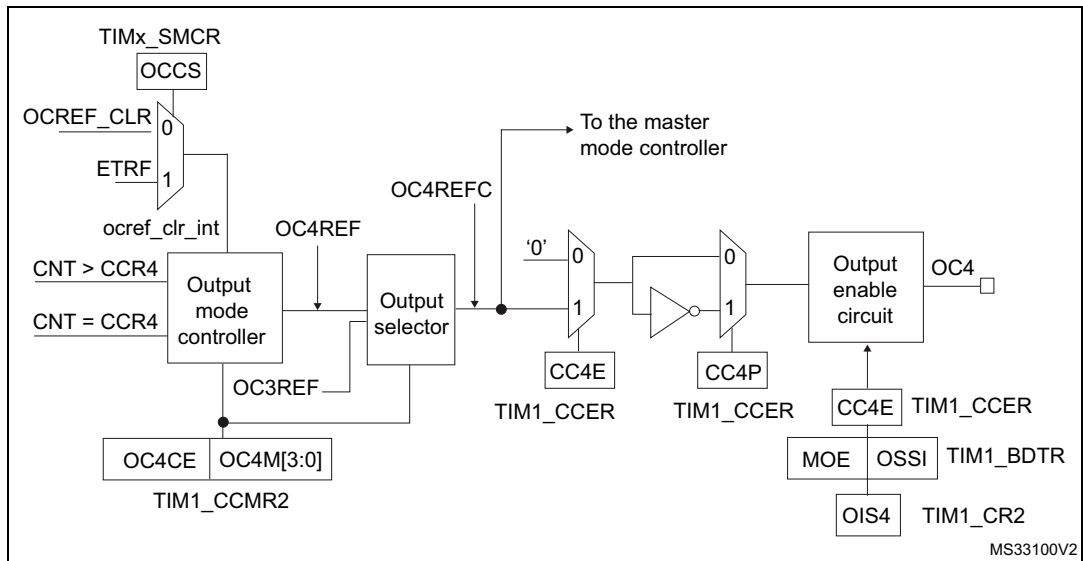 TIMx_SMCR
OCCS
OCREF_CLR
0
ETRF
1
ocref_clr_int
To the master
mode controller
OC4REFC
OC4REF
CNT > CCR4
CNT = CCR4
Output
mode
controller
Output
selector
OC3REF
'0'
0
1
0
1
Output
enable
circuit
OC4
CC4E
TIM1_CCER
CC4P
TIM1_CCER
CC4E
TIM1_CCER
MOE
OSSI
TIM1_BDTR
OIS4
TIM1_CR2
OC4CE
OC4M[3:0]
TIM1_CCMR2
MS33100V2